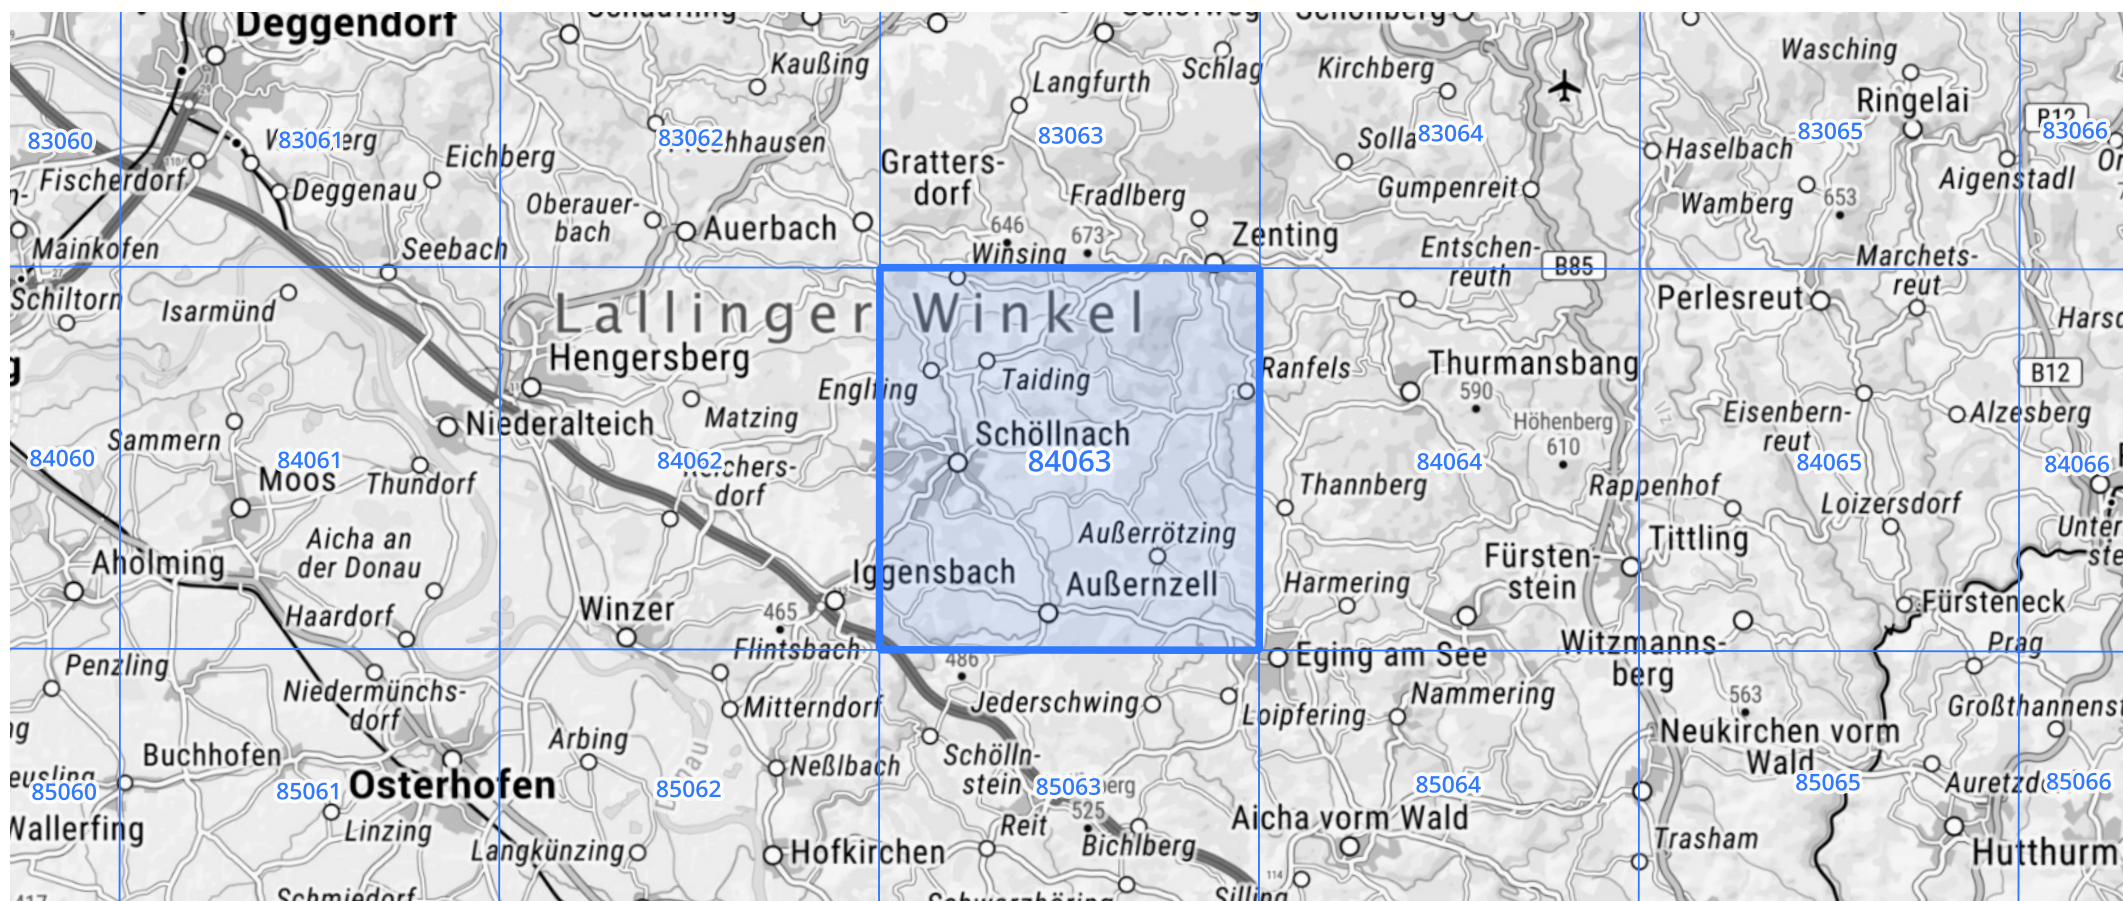 Deggendorf
Kaußing
Langfurth
Schlag
Kirchberg
Wasching
Ringelai
B12
83060
83061
83062
83063
83064
83065
83066
Solla
Haselbach
Eichberg
Fischerdorf
110
Deggenau
Gratters-
dorf
Fradlberg
Gumpenreit
Wamberg
653
Aigenstadl
Oberauer-
bach
Auerbach
646
673
Zenting
Winsing
Mainkofen
Seebach
Entschen-
reuth
B85
Marchets-
reut
27
Schiltorn
Isarmünd
Lallinger Winkel
Perlesreut
Hengersberg
Taiding
Ranfels
Thurmansbang
590
B12
Englfing
Matzing
Niederalteich
Schöllnach
Höhenberg
610
Eisenbern-
reut
Alzesberg
Sammern
84060
84061
84062
84063
84064
84065
84066
Moos
Thundorf
Reichers-
dorf
Thannberg
Rappenhof
Loizersdorf
Aicha an
der Donau
Außerrötzing
Tittling
Aholming
Iggensbach
Außernzell
Harmering
Fürsten-
stein
Haardorf
Winzer
465
Fürsteneck
Flintsbach
Witzmanns-
berg
Prag
Penzling
486
Eging am See
Niedermünchs-
dorf
Mitterndorf
Jederschwing
Loipfering
Nammering
563
Buchhofen
Arbing
Neßlbach
Schölln-
stein
Neukirchen vorm
Wald
Osterhofen
85060
85061
85062
85063
85064
85065
85066
Wallerfing
Linzing
Langkünzing
Hofkirchen
Reit
525
Bichlberg
Aicha vorm Wald
Trasham
Hutthurm
114